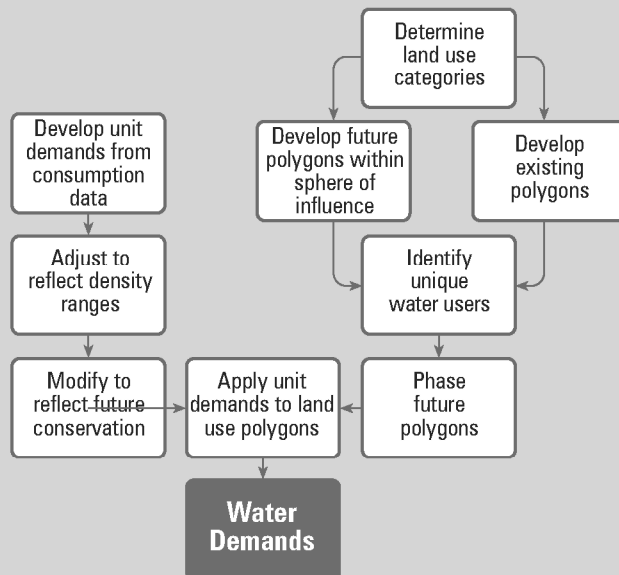 Determine
land use
categories
Develop unit
demands from
consumption
data
Develop future
polygons within
sphere of
influence
Develop
existing
polygons
Adjust to
reflect density
ranges
Identify
unique
water users
Modify to
reflect future
conservation
Apply unit
demands to land
use polygons
Phase
future
polygons
Water
Demands